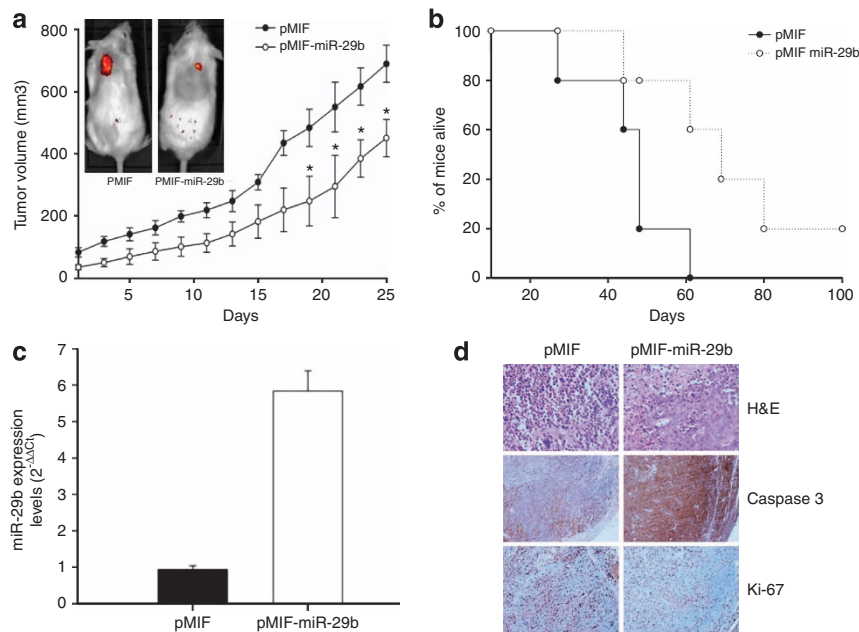 a
pMIF
pMIF-miR-29b
Tumor volume (mm3)
800
600
400
200
0
PMIF
PMIF-miR-29b
*
*
*
*
5
10
15
20
25
Days
b
pMIF
pMIF miR-29b
% of mice alive
100
80
60
20
20
0
20
40
60
80
100
Days
c
miR-29b expression
levels (2-ΔΔCt)
7
6
5
4
3
2
1
0
pMIF
pMIF-miR-29b
d
pMIF
pMIF-miR-29b
H&E
Caspase 3
Ki-67